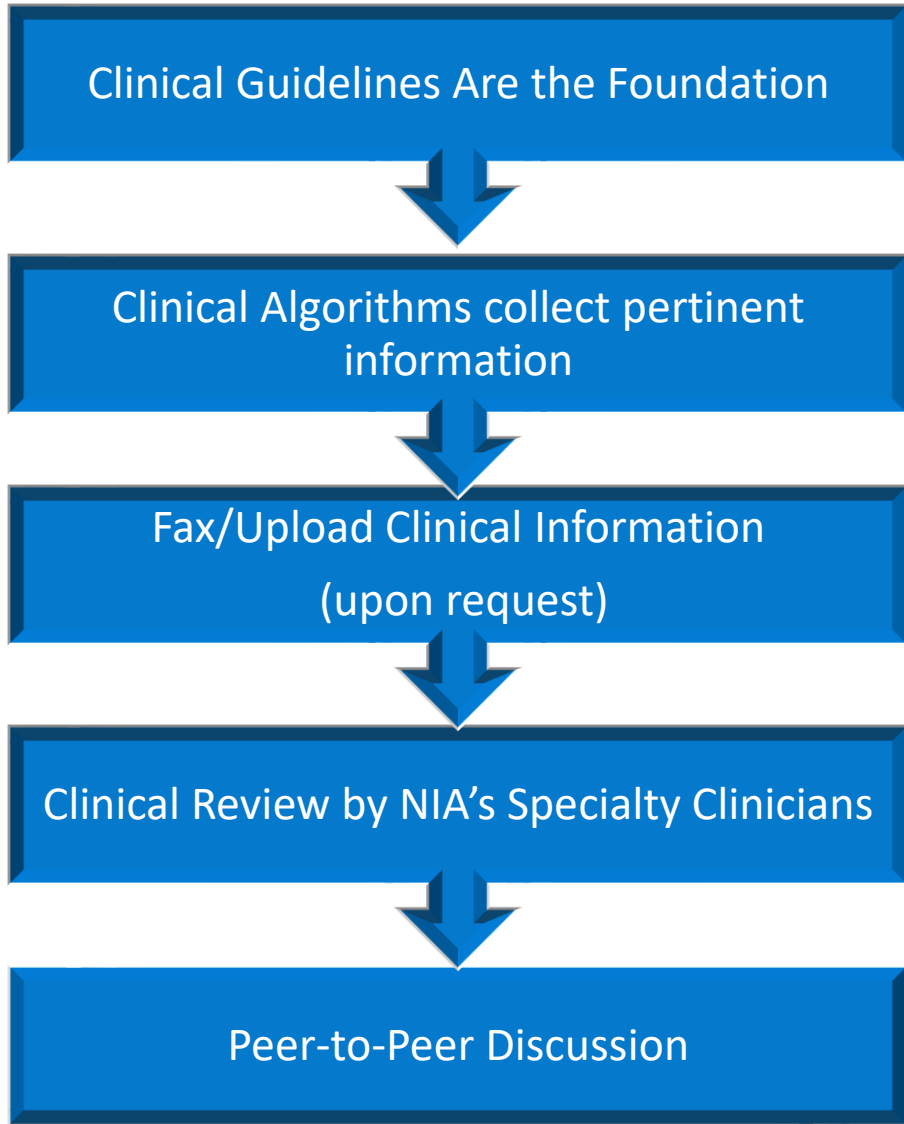 Clinical Guidelines Are the Foundation
Clinical Algorithms collect pertinent
information
Fax/Upload Clinical Information
(upon request)
Clinical Review by NIA’s Specialty Clinicians
Peer-to-Peer Discussion